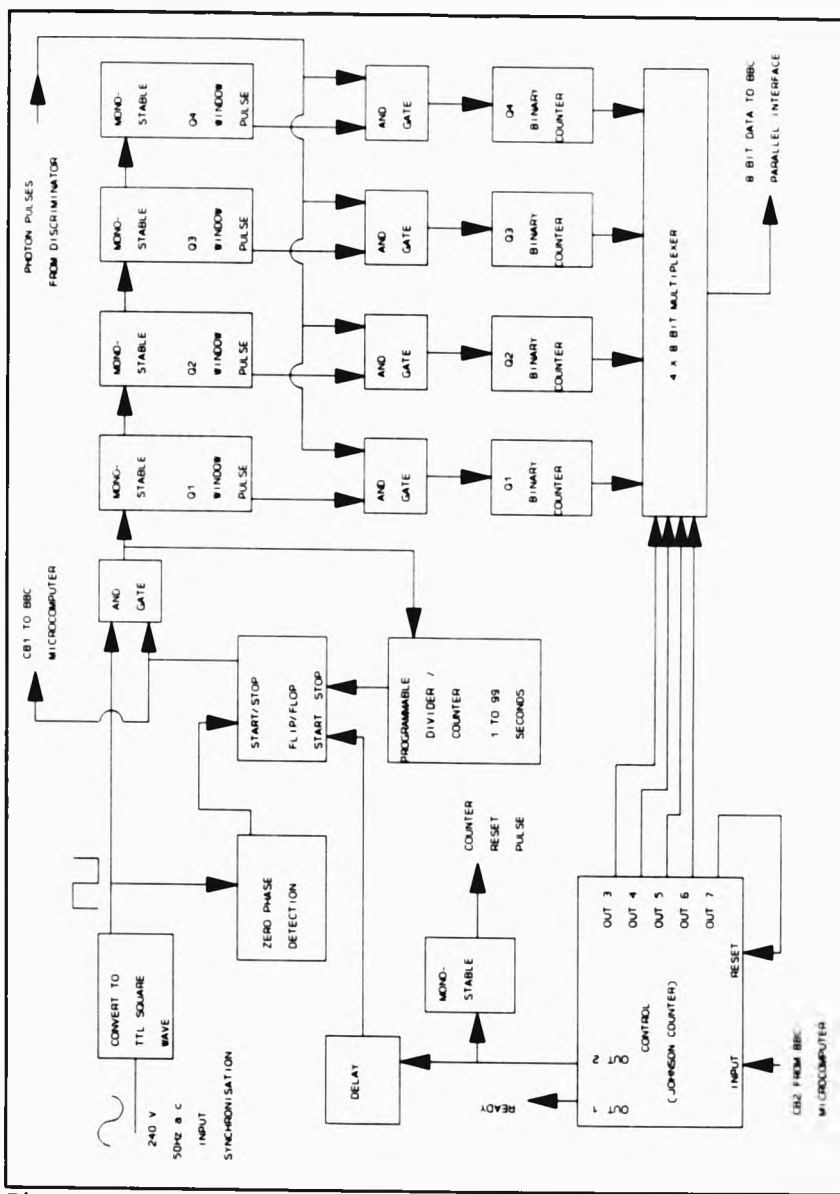 PHOTON PULSES
FROM DISCRIMINATOR
CB1 TO BBC
MICROCOMPUTER
240 V
50Hz a c
INPUT
SYNCHRONISATION
CONVERT TO
TTL SQUARE
WAVE
AND
GATE
MONO-
STABLE
Q1
WINDOW
PULSE
MONO-
STABLE
Q2
WINDOW
PULSE
MONO-
STABLE
Q3
WINDOW
PULSE
MONO-
STABLE
Q4
WINDOW
PULSE
ZERO PHASE
DETECTION
START/STOP
FLIP/FLOP
START STOP
AND
GATE
AND
GATE
AND
GATE
AND
GATE
DELAY
MONO-
STABLE
COUNTER
RESET
PULSE
PROGRAMMABLE
DIVIDER /
COUNTER
1 TO 99
SECONDS
Q1
BINARY
COUNTER
Q2
BINARY
COUNTER
Q3
BINARY
COUNTER
Q4
BINARY
COUNTER
READY
OUT 1
OUT 2
CONTROL
(JOHNSON COUNTER)
OUT 3
OUT 4
OUT 5
OUT 6
OUT 7
INPUT
RESET
4 x 8 BIT MULTIPLEXER
CB2 FROM BBC
MICROCOMPUTER
8 BIT DATA TO BBC
PARALLEL INTERFACE